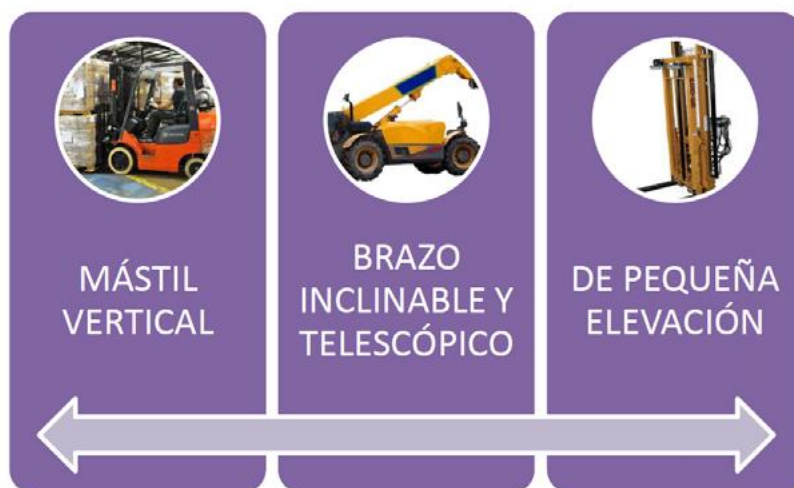 MÁSTIL
VERTICAL
BRAZO
INCLINABLE Y
TELESCÓPICO
DE PEQUEÑA
ELEVACIÓN